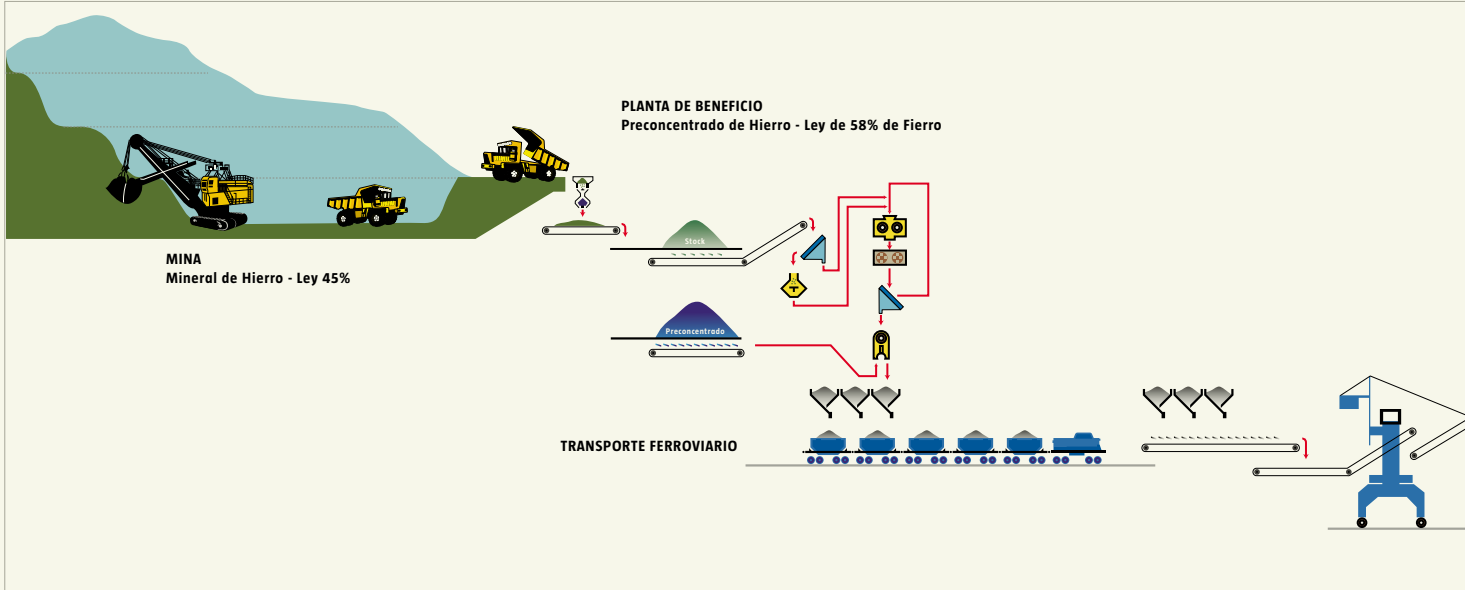 PLANTA DE BENEFICIO
Preconcentrado de Hierro - Ley de 58% de Fierro
Stock
MINA
Mineral de Hierro - Ley 45%
Preconcentrado
TRANSPORTE FERROVIARIO